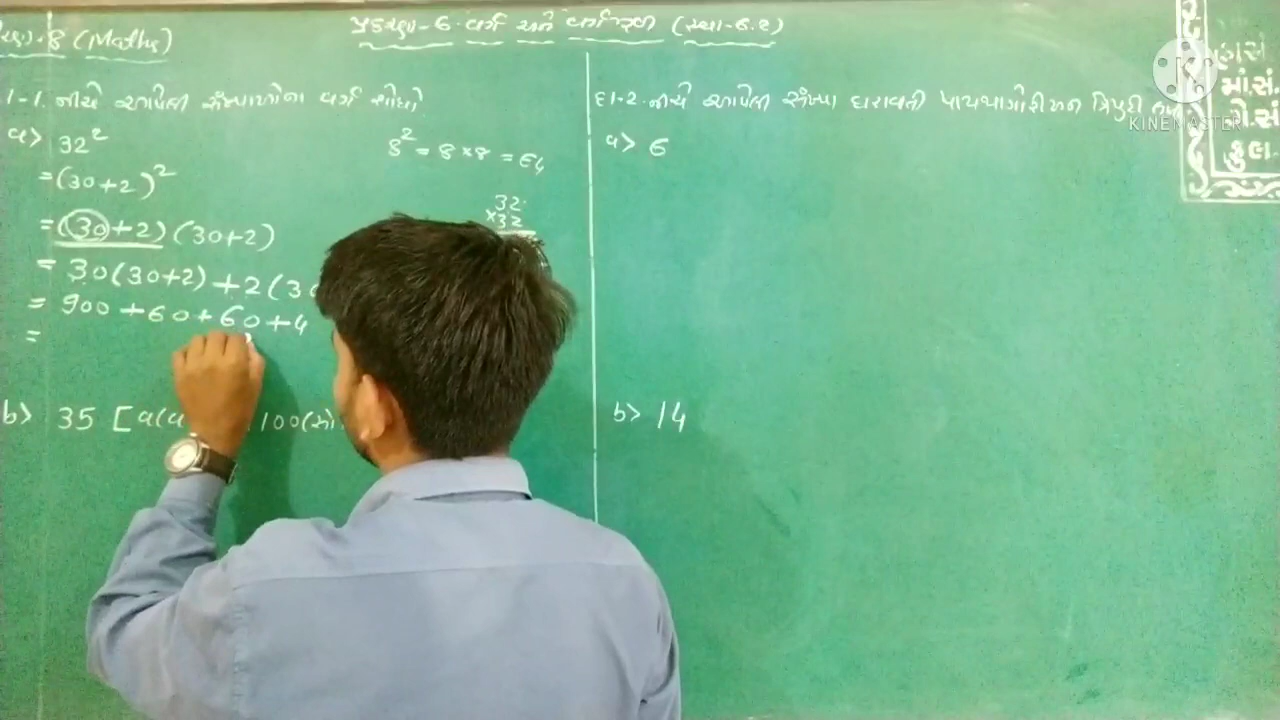 8 (Maths)
પ્રકરણ-6. વર્ગ અને વર્ગમૂળ (સ્વા-6.2)
1-1. નીચે આપેલી સંખ્યાઓના વર્ગ શોધો
a> 32²
= (30+2)²
= (30+2) (30+2)
= 30(30+2) + 2(30
= 900 + 60 + 60 + 4
=
8² = 8 × 8 = 64
32
×32
b> 35 [a(a 100(સો
દા-2. નીચે આપેલી સંખ્યા ધરાવતી પાયથાગોરીયન ત્રિપુટી
a> 6
b> 14
માં.સં.
કુલ
KINEMASTER